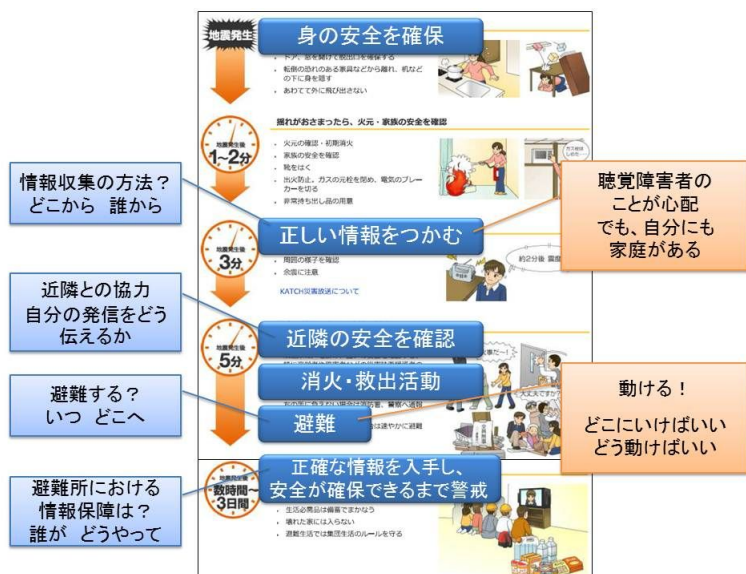 地震発生
身の安全を確保
ドア、窓を開けて脱出口を確保する
転倒の恐れのある家具などから離れ、机など
の下に身を隠す
あわてて外に飛び出さない
地震発生後
1~2分
揺れがおさまったら、火元・家族の安全を確認
火元の確認・初期消火
家族の安全を確認
靴をはく
出火防止。ガスの元栓を閉め、電気のブレー
カーを切る
非常持ち出し品の用意
情報収集の方法?
どこから 誰から
聴覚障害者の
ことが心配
でも、自分にも
家庭がある
地震発生後
3分
正しい情報をつかむ
周囲の様子を確認
余震に注意
KATCH災害放送について
約2分後 震度
近隣との協力
自分の発信をどう
伝えるか
地震発生後
5分
近隣の安全を確認
消火・救出活動
大丈夫ですか?
避難
は速やかに避難
避難する?
いつ どこへ
動ける!
どこにいけばいい
どう動けばいい
地震発生後
数時間~
3日間
正確な情報を入手し、
安全が確保できるまで警戒
生活必需品は備蓄でまかなう
壊れた家には入らない
避難生活では集団生活のルールを守る
避難所における
情報保障は?
誰が どうやって